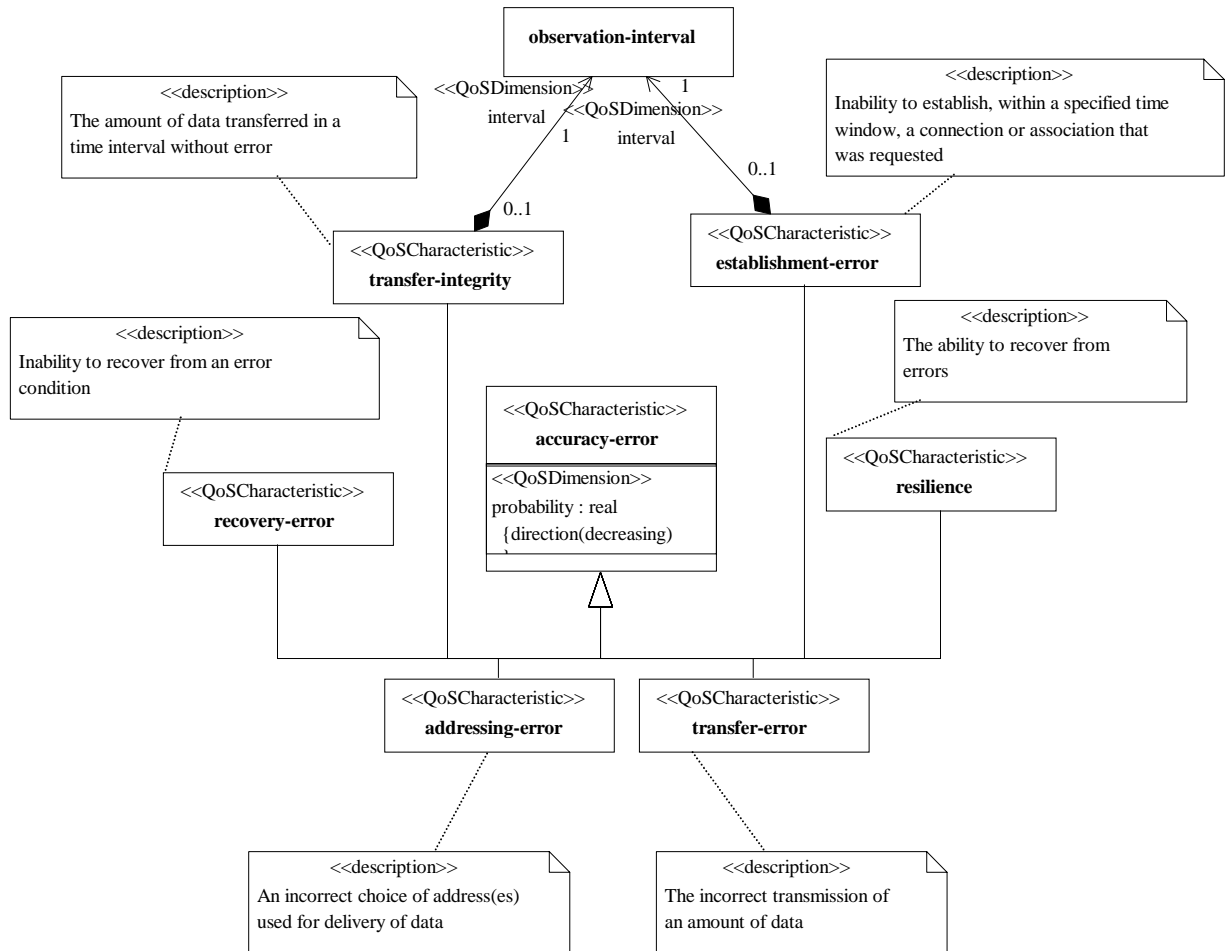 observation-interval
<<description>>
The amount of data transferred in a
time interval without error
<<QoSDimension>>
interval
1
0..1
1
<<QoSDimension>>
interval
0..1
<<description>>
Inability to establish, within a specified time
window, a connection or association that
was requested
<<QoSCharacteristic>>
transfer-integrity
<<QoSCharacteristic>>
establishment-error
<<description>>
Inability to recover from an error
condition
<<description>>
The ability to recover from
errors
<<QoSCharacteristic>>
accuracy-error
<<QoSDimension>>
probability : real
{direction(decreasing)
}
<<QoSCharacteristic>>
recovery-error
<<QoSCharacteristic>>
resilience
<<QoSCharacteristic>>
addressing-error
<<QoSCharacteristic>>
transfer-error
<<description>>
An incorrect choice of address(es)
used for delivery of data
<<description>>
The incorrect transmission of
an amount of data